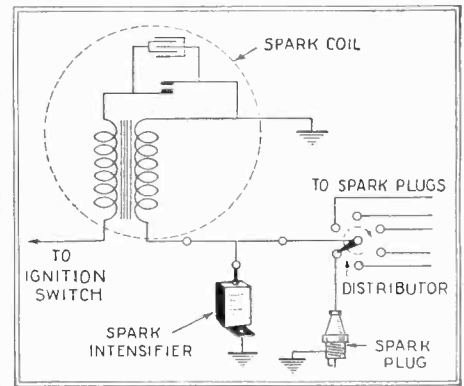 SPARK COIL
TO SPARK PLUGS
TO
IGNITION
SWITCH
DISTRIBUTOR
SPARK
INTENSIFIER
SPARK
PLUG